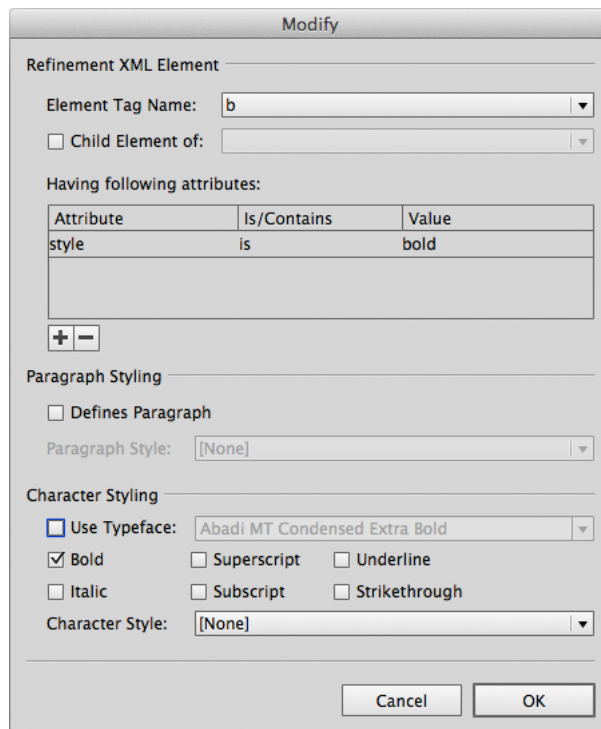 Modify
Refinement XML Element
Element Tag Name: b
Child Element of:
Having following attributes:
Attribute Is/Contains Value
style is bold
+ −
Paragraph Styling
Defines Paragraph
Paragraph Style: [None]
Character Styling
Use Typeface: Abadi MT Condensed Extra Bold
Bold Superscript Underline
Italic Subscript Strikethrough
Character Style: [None]
Cancel OK